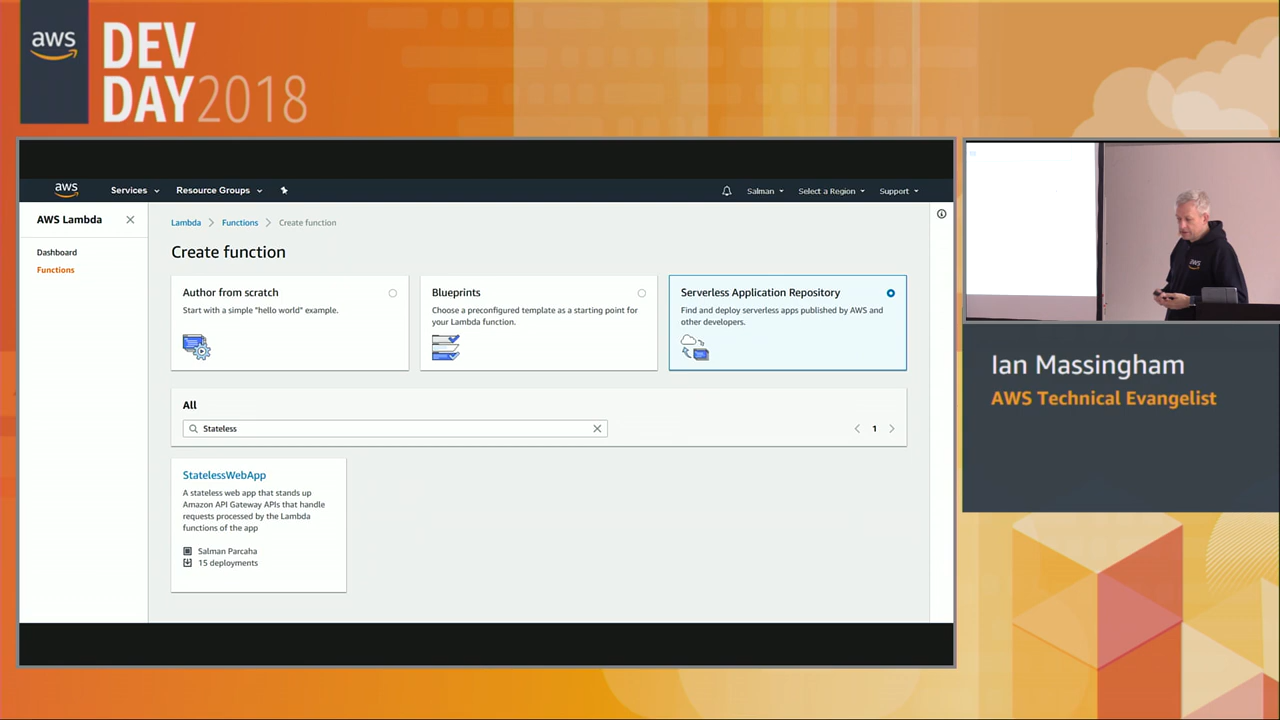 aws
DEV
DAY2018
aws
Services
Resource Groups
Salman
Select a Region
Support
AWS Lambda
Dashboard
Functions
Lambda
Functions
Create function
Create function
Author from scratch
Start with a simple "hello world" example.
Blueprints
Choose a preconfigured template as a starting point for
your Lambda function.
Serverless Application Repository
Find and deploy serverless apps published by AWS and
other developers.
All
Stateless
1
StatelessWebApp
A stateless web app that stands up
Amazon API Gateway APIs that handle
requests processed by the Lambda
functions of the app
Salman Parcaha
15 deployments
aws
Ian Massingham
AWS Technical Evangelist